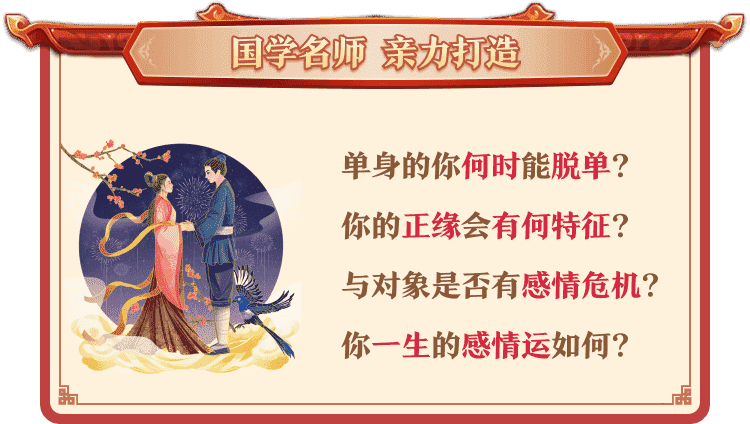 国学名师 亲力打造
单身的你何时能脱单?
你的正缘会有何特征?
与对象是否有感情危机?
你一生的感情运如何?